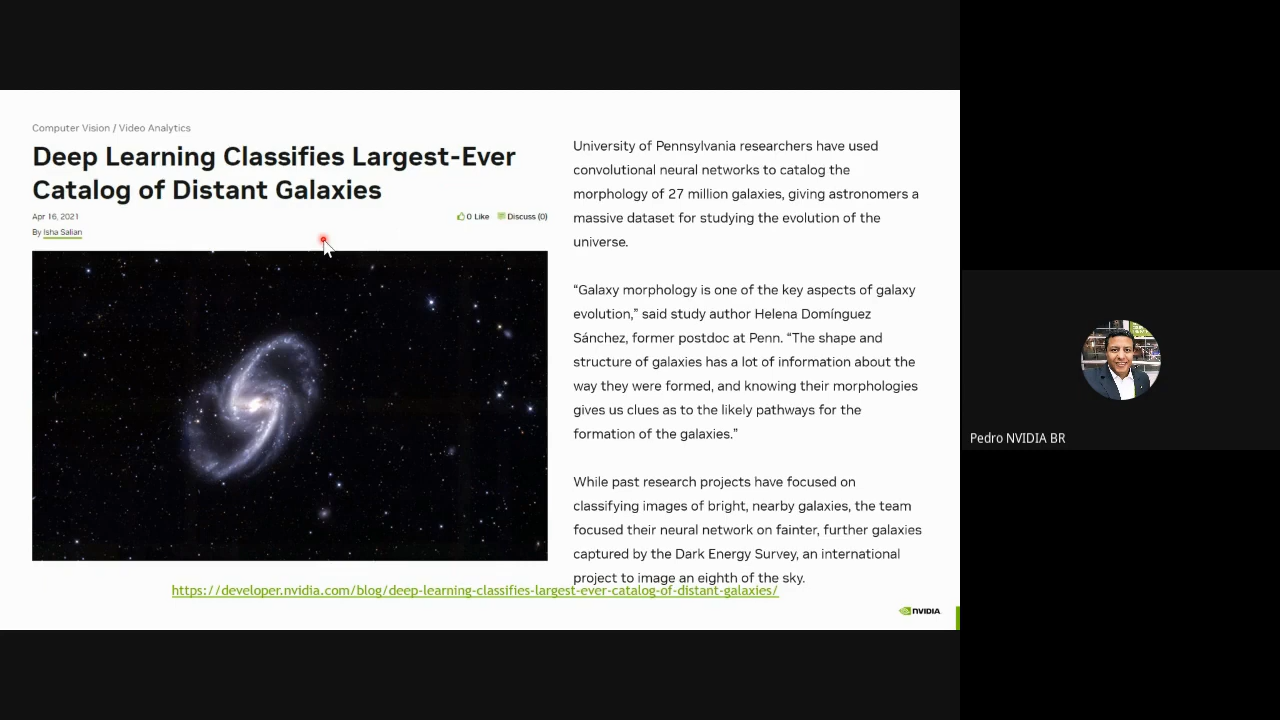 Computer Vision / Video Analytics
Deep Learning Classifies Largest-Ever
Catalog of Distant Galaxies
Apr 16, 2021
0 Like
Discuss (0)
By Isha Salian
University of Pennsylvania researchers have used
convolutional neural networks to catalog the
morphology of 27 million galaxies, giving astronomers a
massive dataset for studying the evolution of the
universe.
“Galaxy morphology is one of the key aspects of galaxy
evolution,” said study author Helena Domínguez
Sánchez, former postdoc at Penn. “The shape and
structure of galaxies has a lot of information about the
way they were formed, and knowing their morphologies
gives us clues as to the likely pathways for the
formation of the galaxies.”
While past research projects have focused on
classifying images of bright, nearby galaxies, the team
focused their neural network on fainter, further galaxies
captured by the Dark Energy Survey, an international
project to image an eighth of the sky.
https://developer.nvidia.com/blog/deep-learning-classifies-largest-ever-catalog-of-distant-galaxies/
NVIDIA
Pedro NVIDIA BR